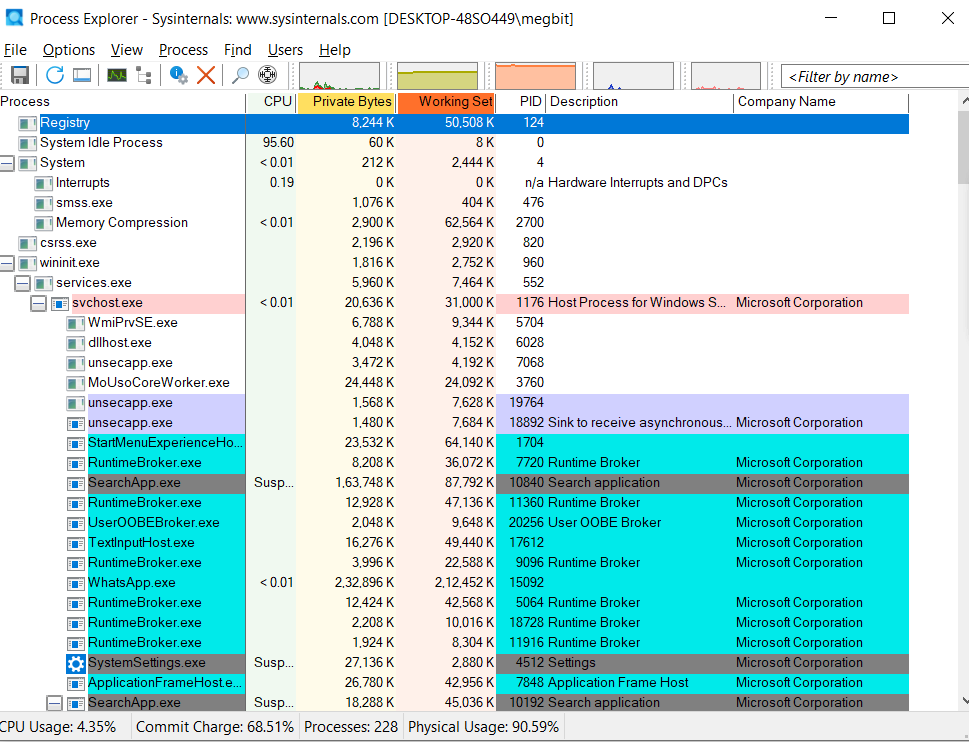 Process Explorer - Sysinternals: www.sysinternals.com [DESKTOP-48SO449\megbit]
File Options View Process Find Users Help
<Filter by name>
Process CPU Private Bytes Working Set PID Description Company Name
Registry 8,244 K 50,508 K 124
System Idle Process 95.60 60 K 8 K 0
System < 0.01 212 K 2,444 K 4
Interrupts 0.19 0 K 0 K n/a Hardware Interrupts and DPCs
smss.exe 1,076 K 404 K 476
Memory Compression < 0.01 2,900 K 62,564 K 2700
csrss.exe 2,196 K 2,920 K 820
wininit.exe 1,816 K 2,752 K 960
services.exe 5,960 K 7,464 K 552
svchost.exe < 0.01 20,636 K 31,000 K 1176 Host Process for Windows S... Microsoft Corporation
WmiPrvSE.exe 6,788 K 9,344 K 5704
dllhost.exe 4,048 K 4,152 K 6028
unsecapp.exe 3,472 K 4,192 K 7068
MoUsoCoreWorker.exe 24,448 K 24,092 K 3760
unsecapp.exe 1,568 K 7,628 K 19764
unsecapp.exe 1,480 K 7,684 K 18892 Sink to receive asynchronous... Microsoft Corporation
StartMenuExperienceHo... 23,532 K 64,140 K 1704
RuntimeBroker.exe 8,208 K 36,072 K 7720 Runtime Broker Microsoft Corporation
SearchApp.exe Susp... 1,63,748 K 87,792 K 10840 Search application Microsoft Corporation
RuntimeBroker.exe 12,928 K 47,136 K 11360 Runtime Broker Microsoft Corporation
UserOOBEBroker.exe 2,048 K 9,648 K 20256 User OOBE Broker Microsoft Corporation
TextInputHost.exe 16,276 K 49,440 K 17612 Microsoft Corporation
RuntimeBroker.exe 3,996 K 22,588 K 9096 Runtime Broker Microsoft Corporation
WhatsApp.exe < 0.01 2,32,896 K 2,12,452 K 15092
RuntimeBroker.exe 12,424 K 42,568 K 5064 Runtime Broker Microsoft Corporation
RuntimeBroker.exe 2,208 K 10,016 K 18728 Runtime Broker Microsoft Corporation
RuntimeBroker.exe 1,924 K 8,304 K 11916 Runtime Broker Microsoft Corporation
SystemSettings.exe Susp... 27,136 K 2,880 K 4512 Settings Microsoft Corporation
ApplicationFrameHost.e... 26,780 K 42,956 K 7848 Application Frame Host Microsoft Corporation
SearchApp.exe Susp... 18,288 K 45,036 K 10192 Search application Microsoft Corporation
CPU Usage: 4.35% Commit Charge: 68.51% Processes: 228 Physical Usage: 90.59%